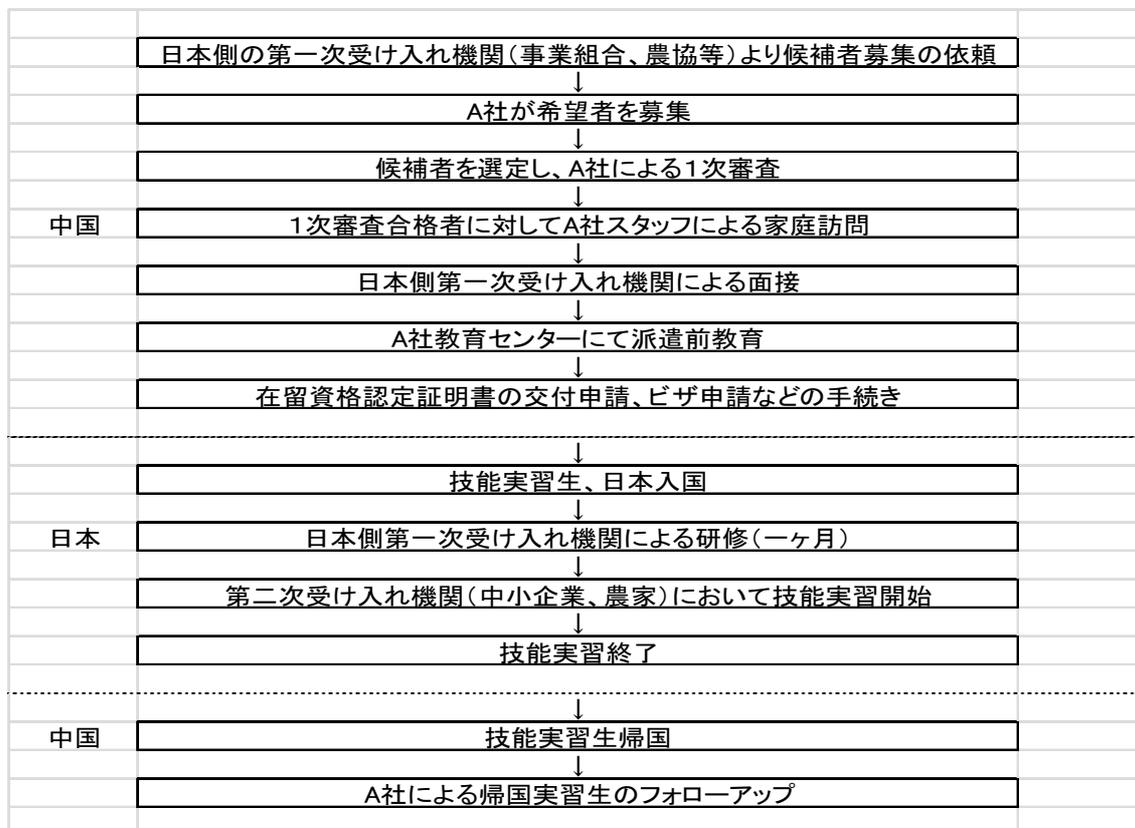 日本側の第一次受け入れ機関(事業組合、農協等)より候補者募集の依頼
↓
A社が希望者を募集
↓
候補者を選定し、A社による1次審査
↓
中国 1次審査合格者に対してA社スタッフによる家庭訪問
↓
日本側第一次受け入れ機関による面接
↓
A社教育センターにて派遣前教育
↓
在留資格認定証明書の交付申請、ビザ申請などの手続き
↓
技能実習生、日本入国
↓
日本 日本側第一次受け入れ機関による研修(一ヶ月)
↓
第二次受け入れ機関(中小企業、農家)において技能実習開始
↓
技能実習終了
↓
中国 技能実習生帰国
↓
A社による帰国実習生のフォローアップ